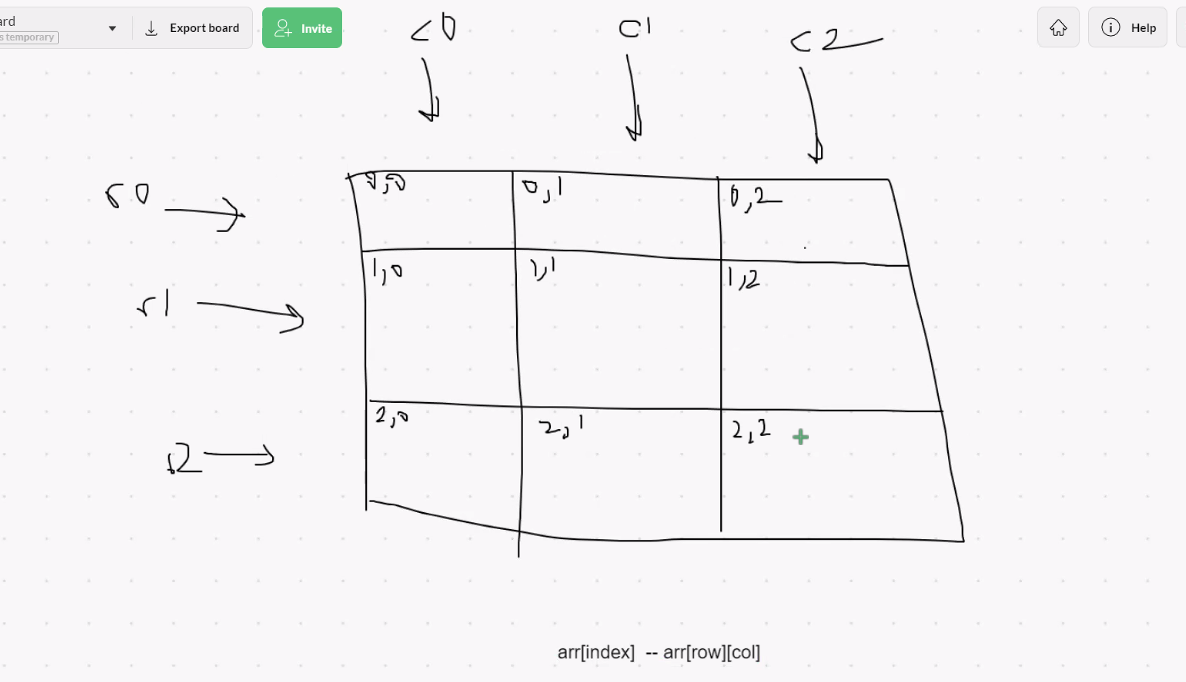 ard
s temporary
Export board
Invite
Help
c0 c1 c2
r0
0,0 0,1 0,2
r1
1,0 1,1 1,2
r2
2,0 2,1 2,2
arr[index] -- arr[row][col]